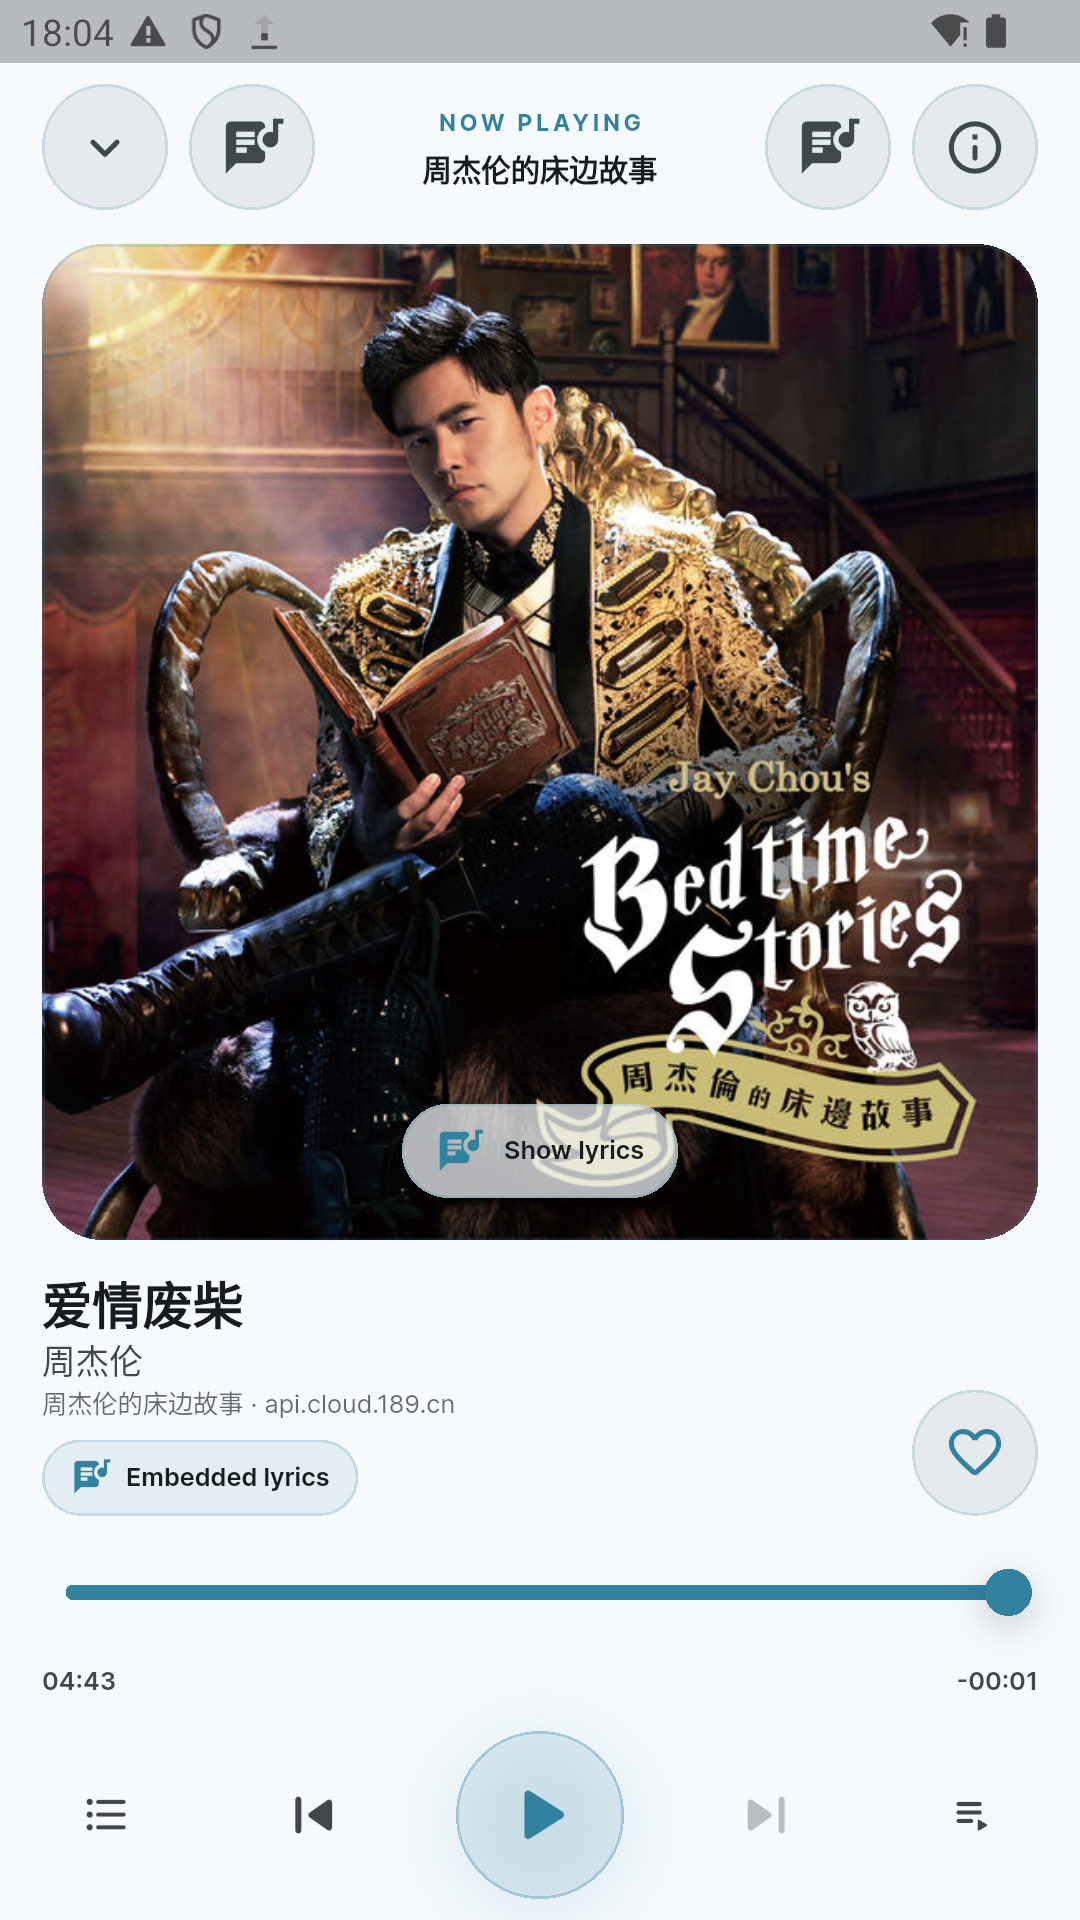 18:04
NOW PLAYING
周杰伦的床边故事
Jay Chou's
Bedtime
Stories
周杰倫的床邊故事
Show lyrics
爱情废柴
周杰伦
周杰伦的床边故事 · api.cloud.189.cn
Embedded lyrics
04:43
-00:01